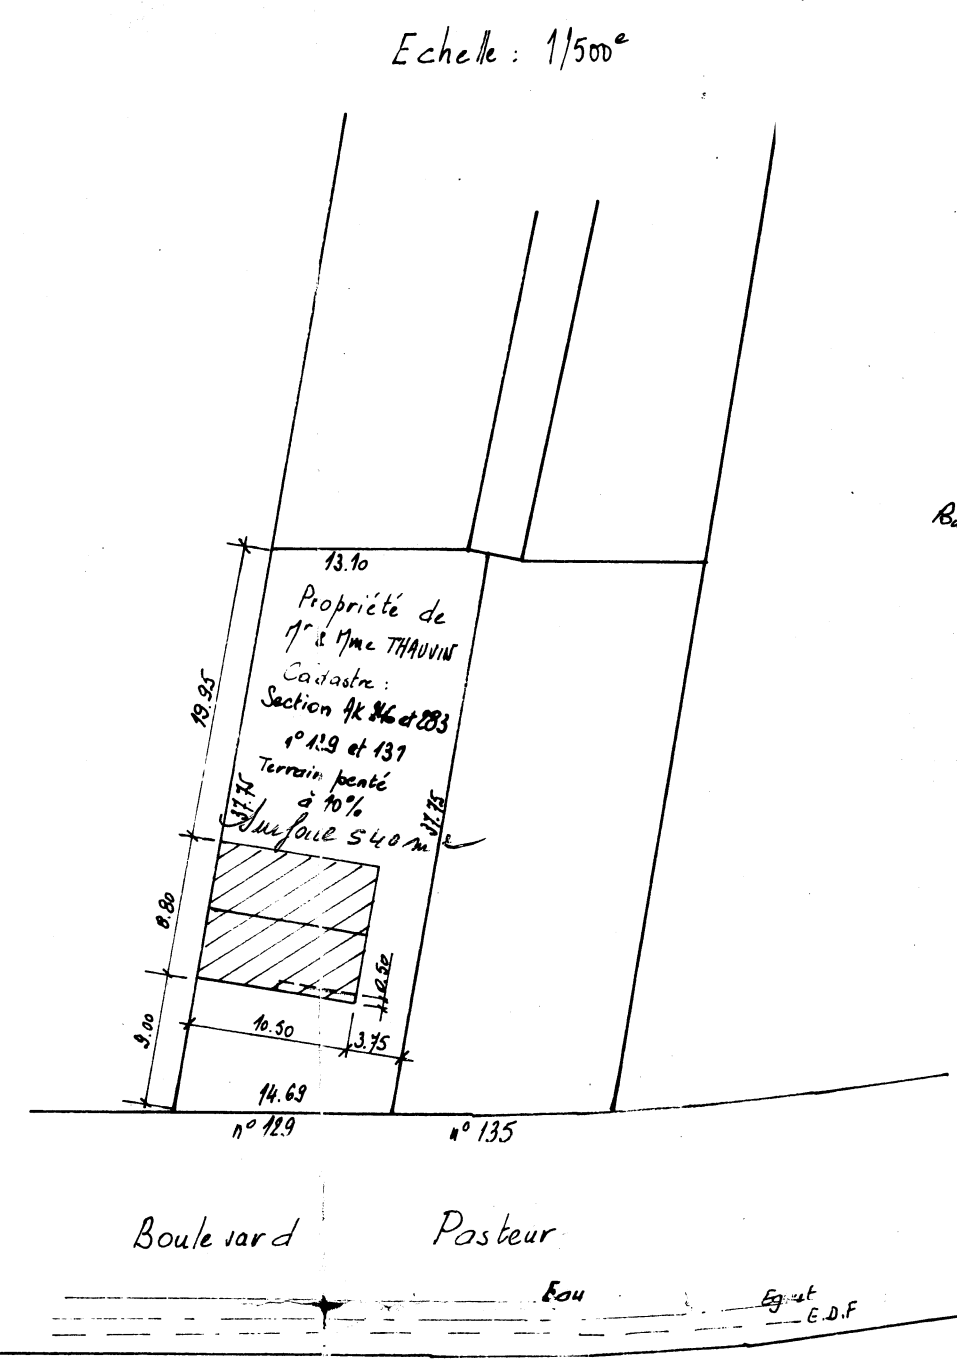 Echelle : 1/500e
13.10
Propriété de
Mr & Mme THAUVIN
Cadastre :
Section AK et 283
n° 129 et 131
Terrain penté
à 10%
Surface 540 m2
19.95
37.75
37.75
8.80
0.50
9.00
10.50
3.75
14.69
n° 129
n° 135
Boulevard Pasteur
Eau
Egout
E.D.F